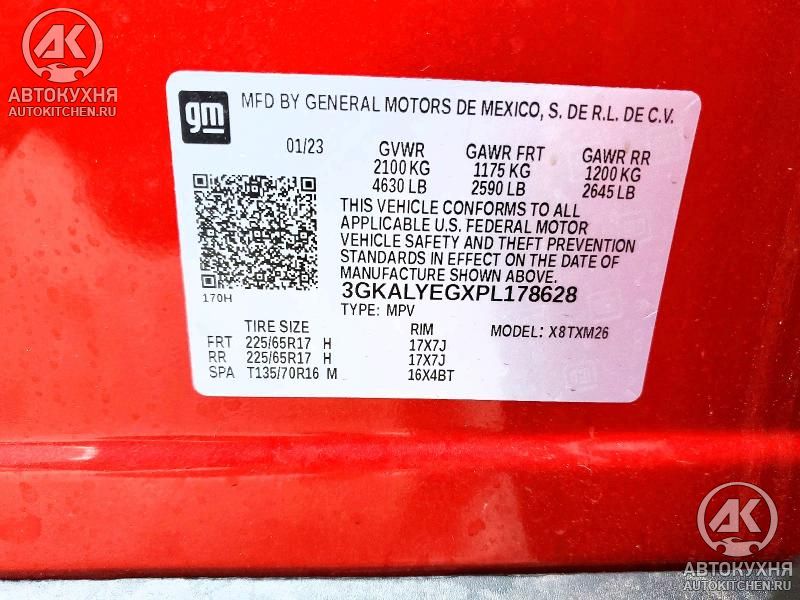 AK
АВТОКУХНЯ
AUTOKITCHEN.RU
gm
MFD BY GENERAL MOTORS DE MEXICO, S. DE R.L. DE C.V.
01/23 GVWR GAWR FRT GAWR RR
2100 KG 1175 KG 1200 KG
4630 LB 2590 LB 2645 LB
THIS VEHICLE CONFORMS TO ALL
APPLICABLE U.S. FEDERAL MOTOR
VEHICLE SAFETY AND THEFT PREVENTION
STANDARDS IN EFFECT ON THE DATE OF
MANUFACTURE SHOWN ABOVE.
170H
3GKALYEGXPL178628
TYPE: MPV
TIRE SIZE RIM MODEL: X8TXM26
FRT 225/65R17 H 17X7J
RR 225/65R17 H 17X7J
SPA T135/70R16 M 16X4BT
AK
АВТОКУХНЯ
AUTOKITCHEN.RU